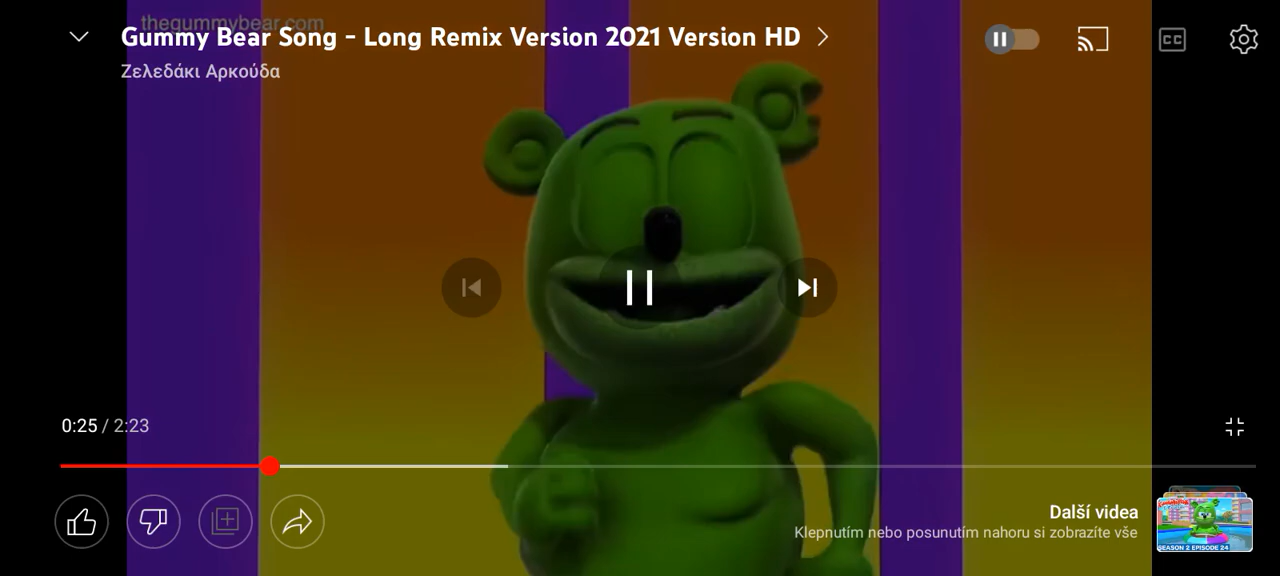 thegummybear.com
Gummy Bear Song - Long Remix Version 2021 Version HD
Ζελεδάκι Αρκούδα
CC
0:25 / 2:23
Další videa
Klepnutím nebo posunutím nahoru si zobrazíte vše
SEASON 2 EPISODE 24